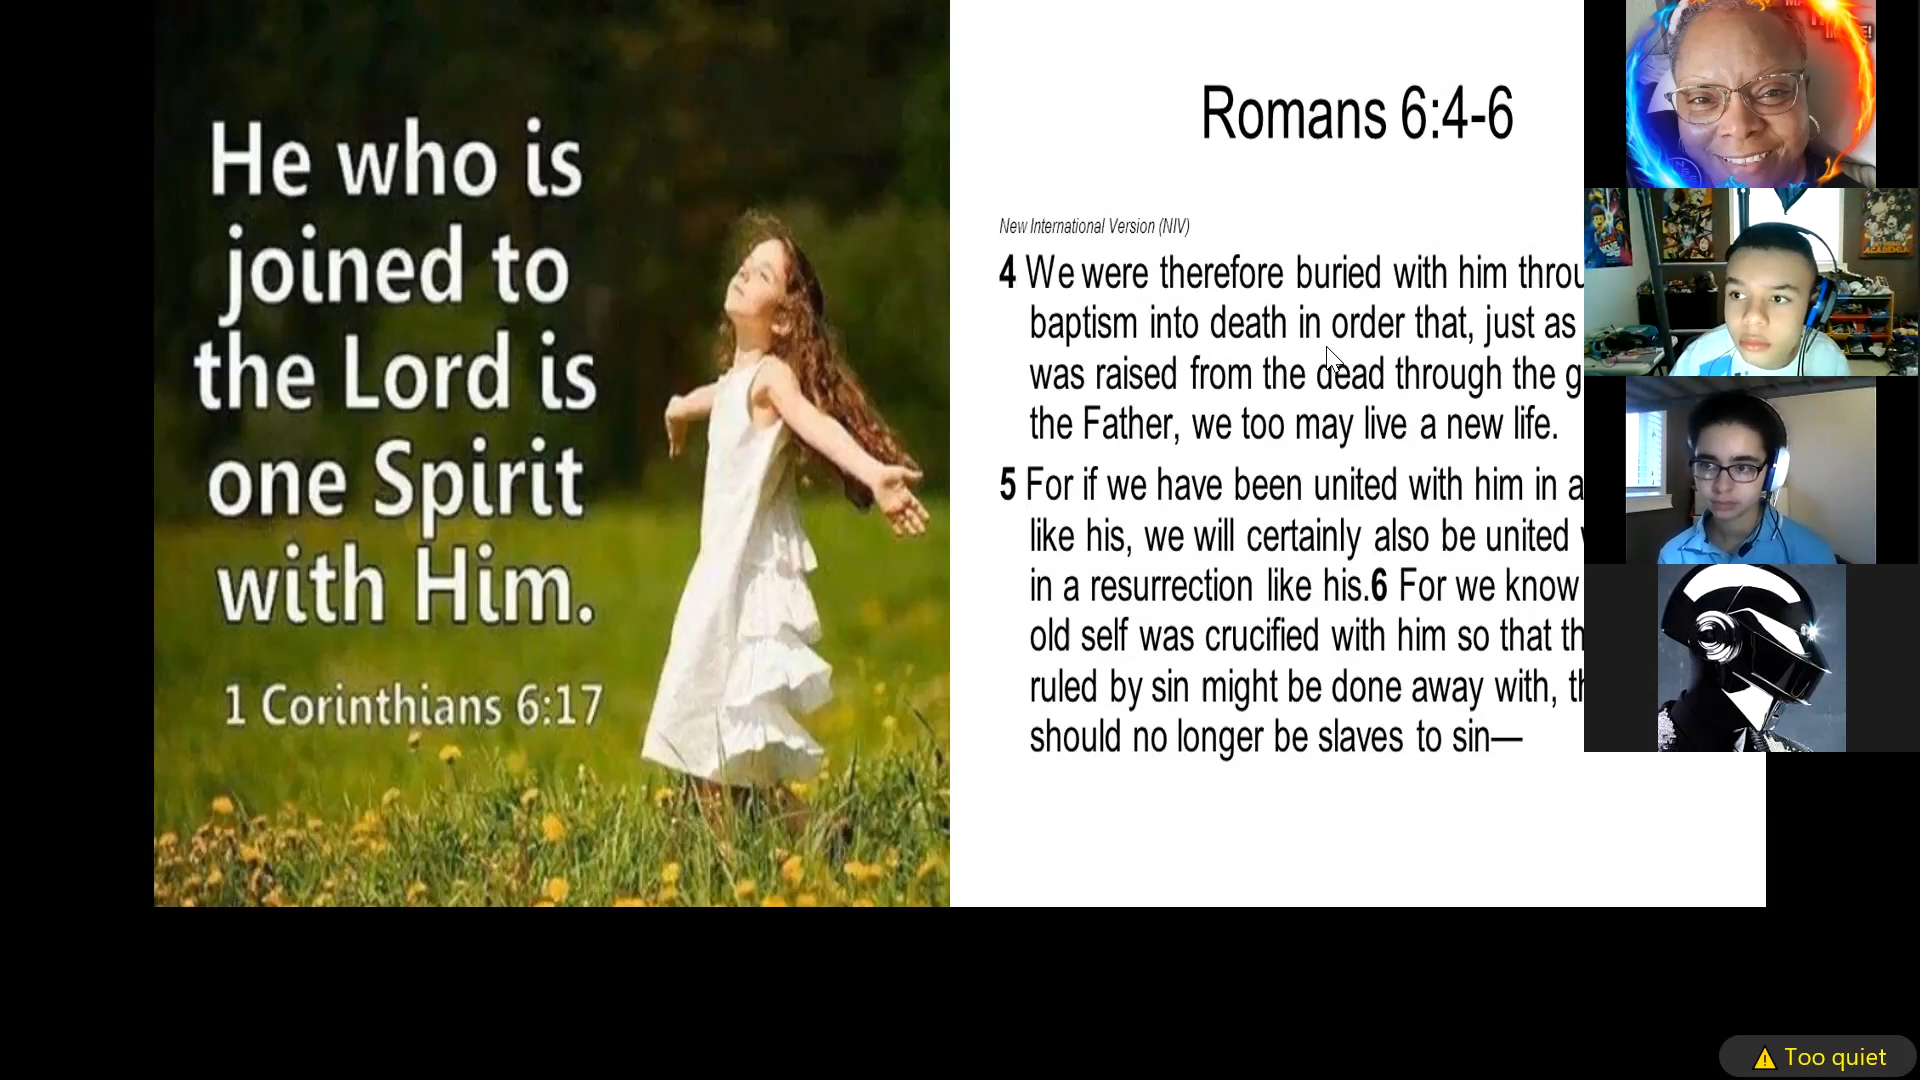 He who is
joined to
the Lord is
one Spirit
with Him.
1 Corinthians 6:17
Romans 6:4-6
New International Version (NIV)
4 We were therefore buried with him throu
baptism into death in order that, just as
was raised from the dead through the g
the Father, we too may live a new life.
5 For if we have been united with him in a
like his, we will certainly also be united
in a resurrection like his.6 For we know
old self was crucified with him so that th
ruled by sin might be done away with, th
should no longer be slaves to sin—
ACADEMIA
Too quiet